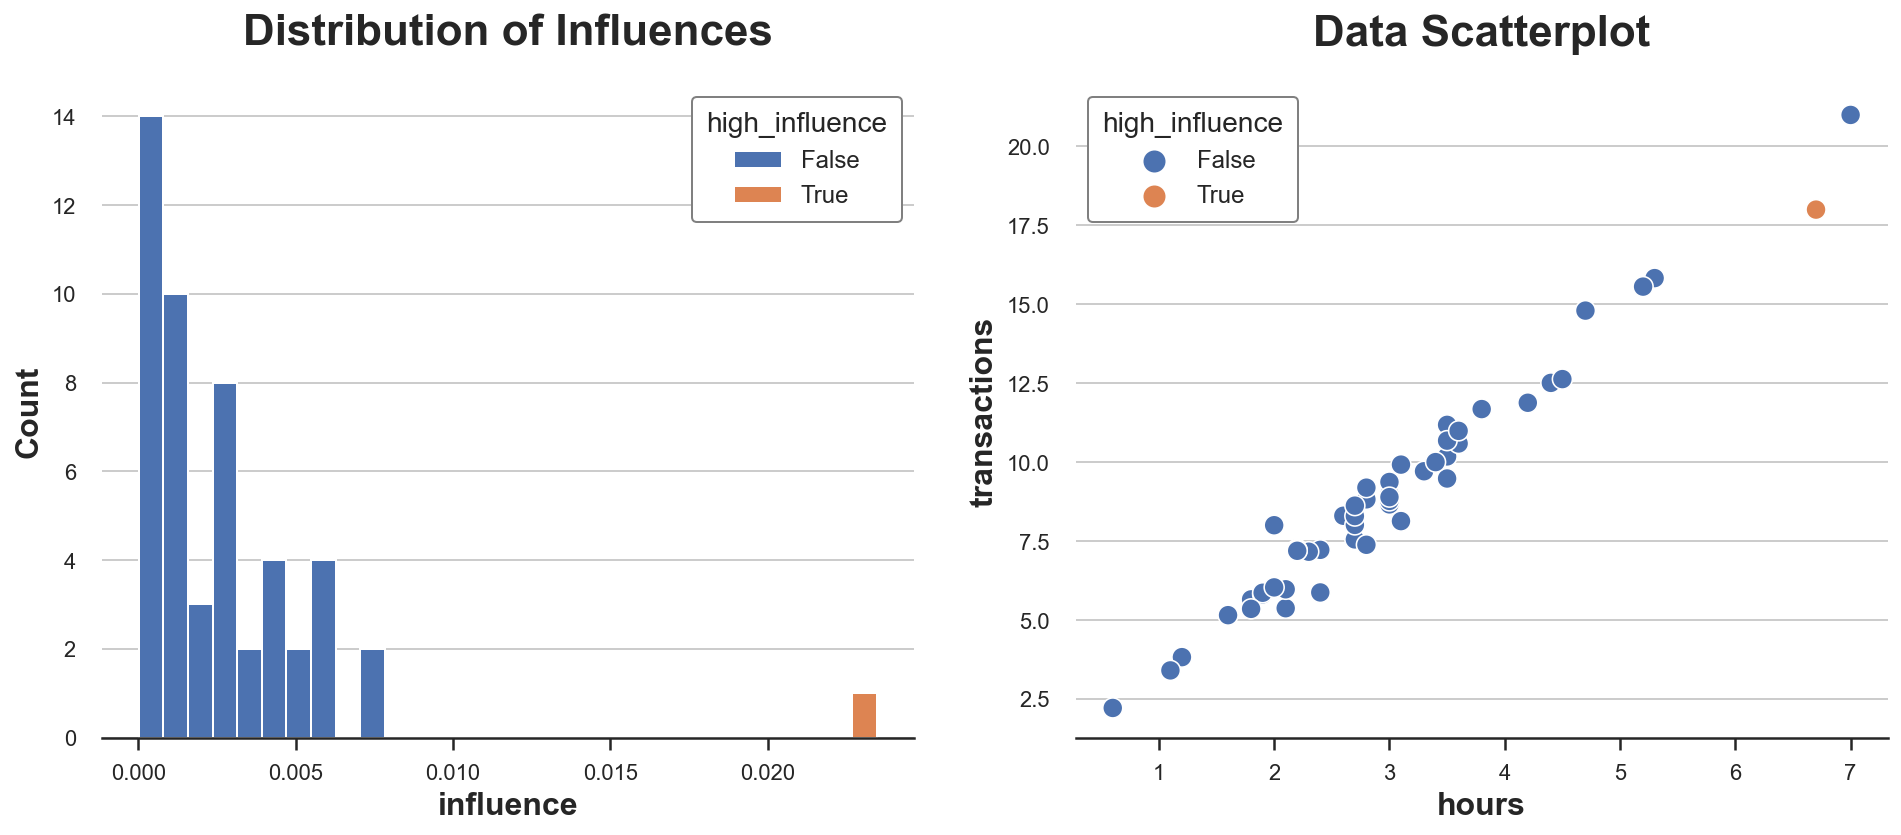 Distribution of Influences
14
12
10
8
6
4
2
0
Count
0.000 0.005 0.010 0.015 0.020
influence
high_influence
False
True
Data Scatterplot
20.0
17.5
15.0
12.5
10.0
7.5
5.0
2.5
transactions
1 2 3 4 5 6 7
hours
high_influence
False
True